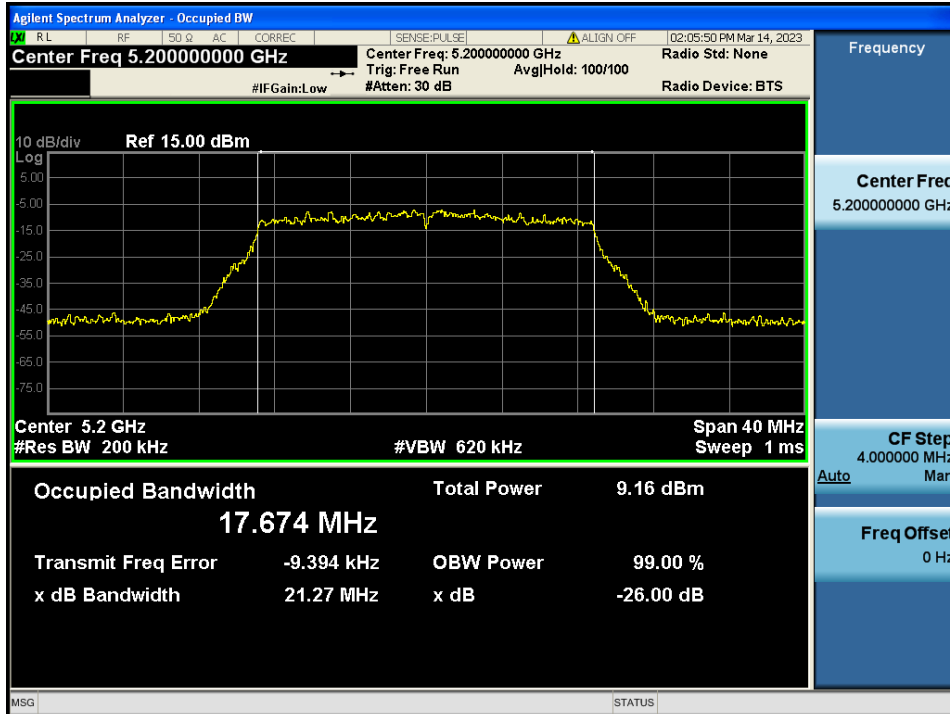 Agilent Spectrum Analyzer - Occupied BW
LXI RL RF 50 Ω AC CORREC SENSE:PULSE ALIGN OFF 02:05:50 PM Mar 14, 2023
Center Freq 5.200000000 GHz
Center Freq: 5.200000000 GHz Radio Std: None
Trig: Free Run Avg|Hold: 100/100
#IFGain:Low #Atten: 30 dB Radio Device: BTS
Frequency
10 dB/div Ref 15.00 dBm
Log
5.00
-5.00
-15.0
-25.0
-35.0
-45.0
-55.0
-65.0
-75.0
Center 5.2 GHz Span 40 MHz
#Res BW 200 kHz #VBW 620 kHz Sweep 1 ms
Center Freq
5.200000000 GHz
CF Step
4.000000 MHz
Auto Man
Freq Offset
0 Hz
Occupied Bandwidth Total Power 9.16 dBm
17.674 MHz
Transmit Freq Error -9.394 kHz OBW Power 99.00 %
x dB Bandwidth 21.27 MHz x dB -26.00 dB
MSG STATUS